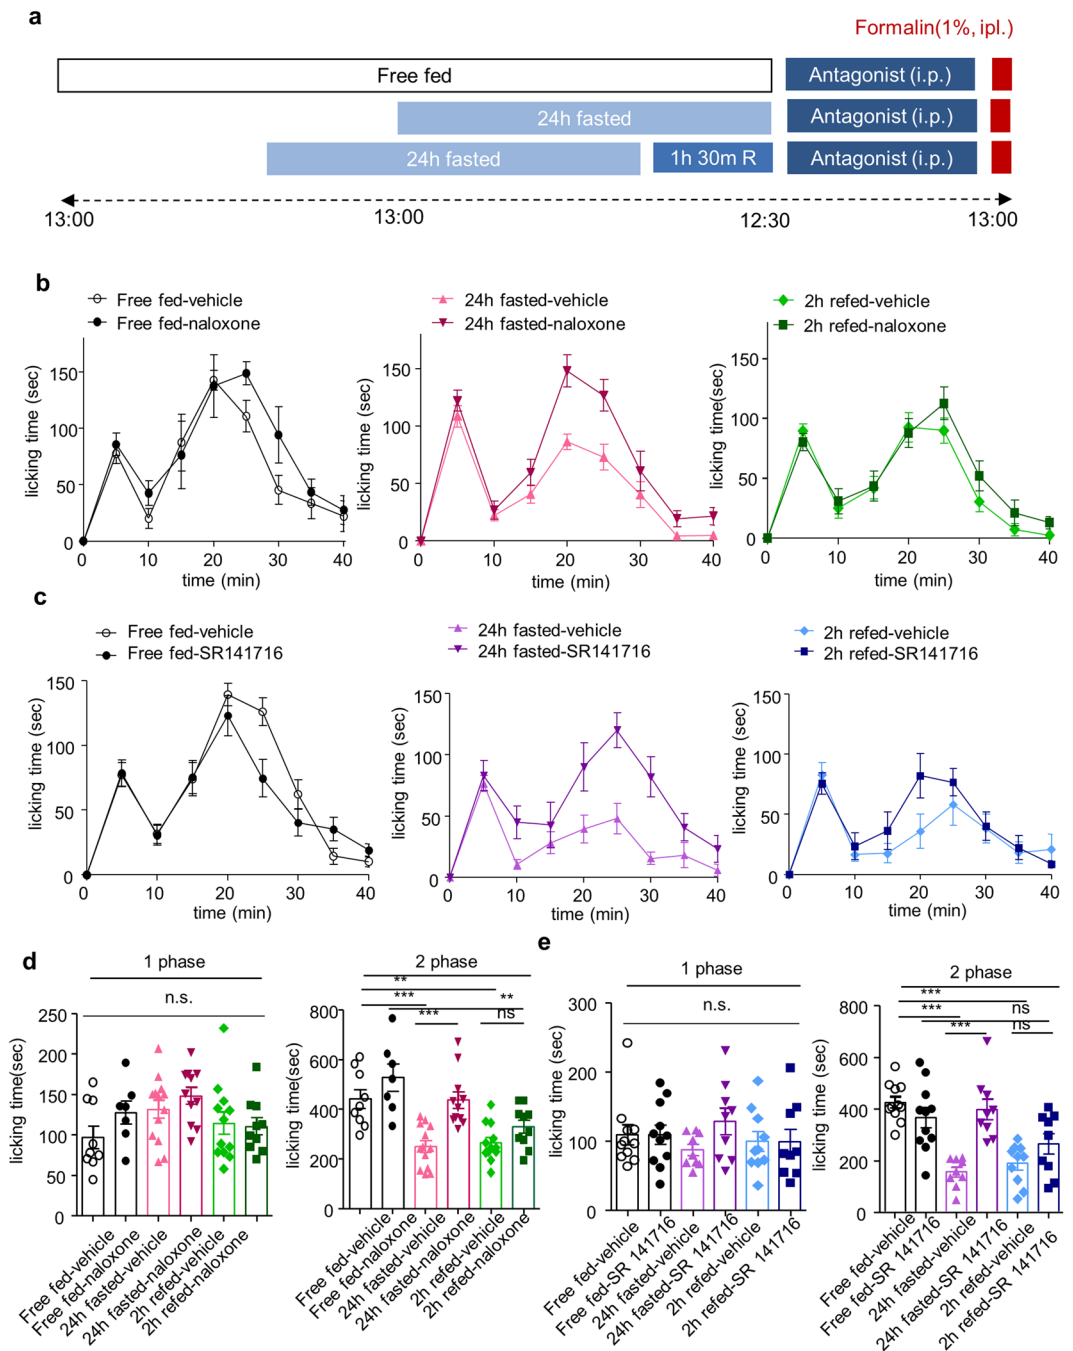 a
Formalin(1%, ipl.)
Free fed
Antagonist (i.p.)
24h fasted
Antagonist (i.p.)
24h fasted
1h 30m R
Antagonist (i.p.)
13:00
13:00
12:30
13:00
b
Free fed-vehicle
Free fed-naloxone
licking time (sec)
150
100
50
0
0
10
20
30
40
time (min)
24h fasted-vehicle
24h fasted-naloxone
licking time (sec)
150
100
50
0
0
10
20
30
40
time (min)
2h refed-vehicle
2h refed-naloxone
licking time(sec)
150
100
50
0
0
10
20
30
40
time (min)
c
Free fed-vehicle
Free fed-SR141716
licking time (sec)
150
100
50
0
0
10
20
30
40
time (min)
24h fasted-vehicle
24h fasted-SR141716
licking time (sec)
150
100
50
0
0
10
20
30
40
time (min)
2h refed-vehicle
2h refed-SR141716
licking time (sec)
150
100
50
0
0
10
20
30
40
time (min)
d
1 phase
n.s.
licking time(sec)
250
200
150
100
50
0
Free fed-vehicle
Free fed-naloxone
24h fasted-vehicle
24h fasted-naloxone
2h refed-vehicle
2h refed-naloxone
2 phase
**
***
**
***
ns
licking time (sec)
800
600
400
200
0
Free fed-vehicle
Free fed-naloxone
24h fasted-vehicle
24h fasted-naloxone
2h refed-vehicle
2h refed-naloxone
e
1 phase
n.s.
licking time (sec)
300
200
100
0
Free fed-vehicle
Free fed-SR 141716
24h fasted-vehicle
24h fasted-SR 141716
2h refed-vehicle
2h refed-SR 141716
2 phase
***
***
ns
***
ns
licking time (sec)
800
600
400
200
0
Free fed-vehicle
Free fed-SR 141716
24h fasted-vehicle
24h fasted-SR 141716
2h refed-vehicle
2h refed-SR 141716